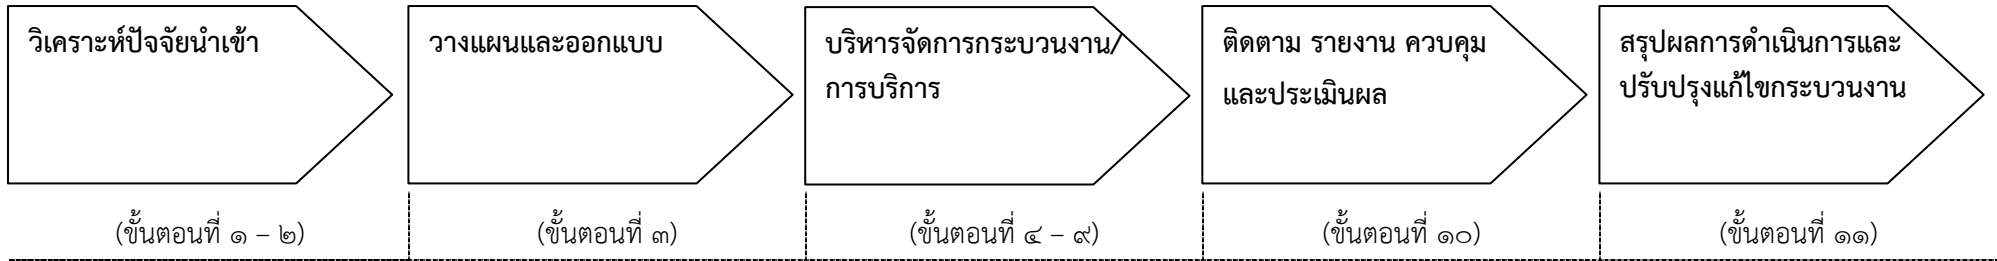 วิเคราะห์ปัจจัยนำเข้า
(ขั้นตอนที่ ๑ – ๒)
วางแผนและออกแบบ
(ขั้นตอนที่ ๓)
บริหารจัดการกระบวนงาน/
การบริการ
(ขั้นตอนที่ ๔ – ๙)
ติดตาม รายงาน ควบคุม
และประเมินผล
(ขั้นตอนที่ ๑๐)
สรุปผลการดำเนินการและ
ปรับปรุงแก้ไขกระบวนงาน
(ขั้นตอนที่ ๑๑)